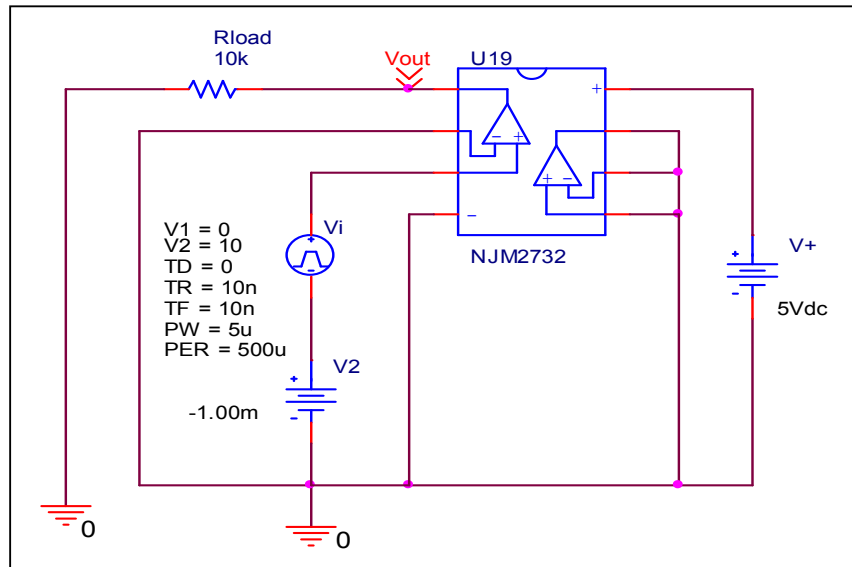 Rload
10k
Vout
U19
+
- +
+ -
-
NJM2732
V1 = 0
V2 = 10
TD = 0
TR = 10n
TF = 10n
PW = 5u
PER = 500u
Vi
+
-
V2
+
-
-1.00m
V+
+
-
5Vdc
0
0